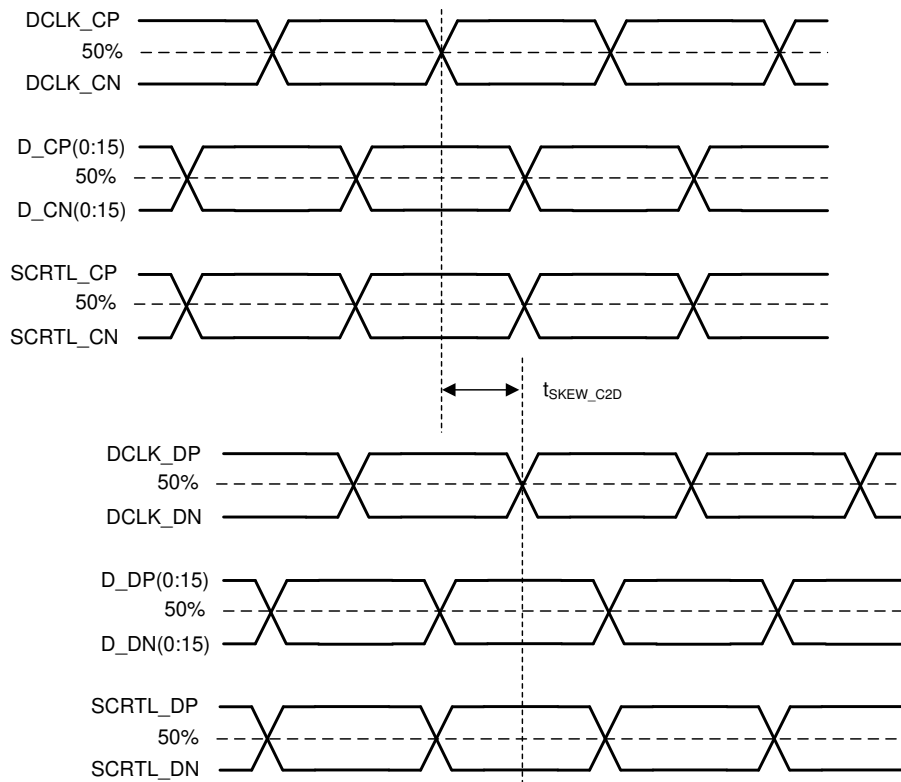 DCLK_CP
50%
DCLK_CN
D_CP(0:15)
50%
D_CN(0:15)
SCRTL_CP
50%
SCRTL_CN
tSKEW_C2D
DCLK_DP
50%
DCLK_DN
D_DP(0:15)
50%
D_DN(0:15)
SCRTL_DP
50%
SCRTL_DN